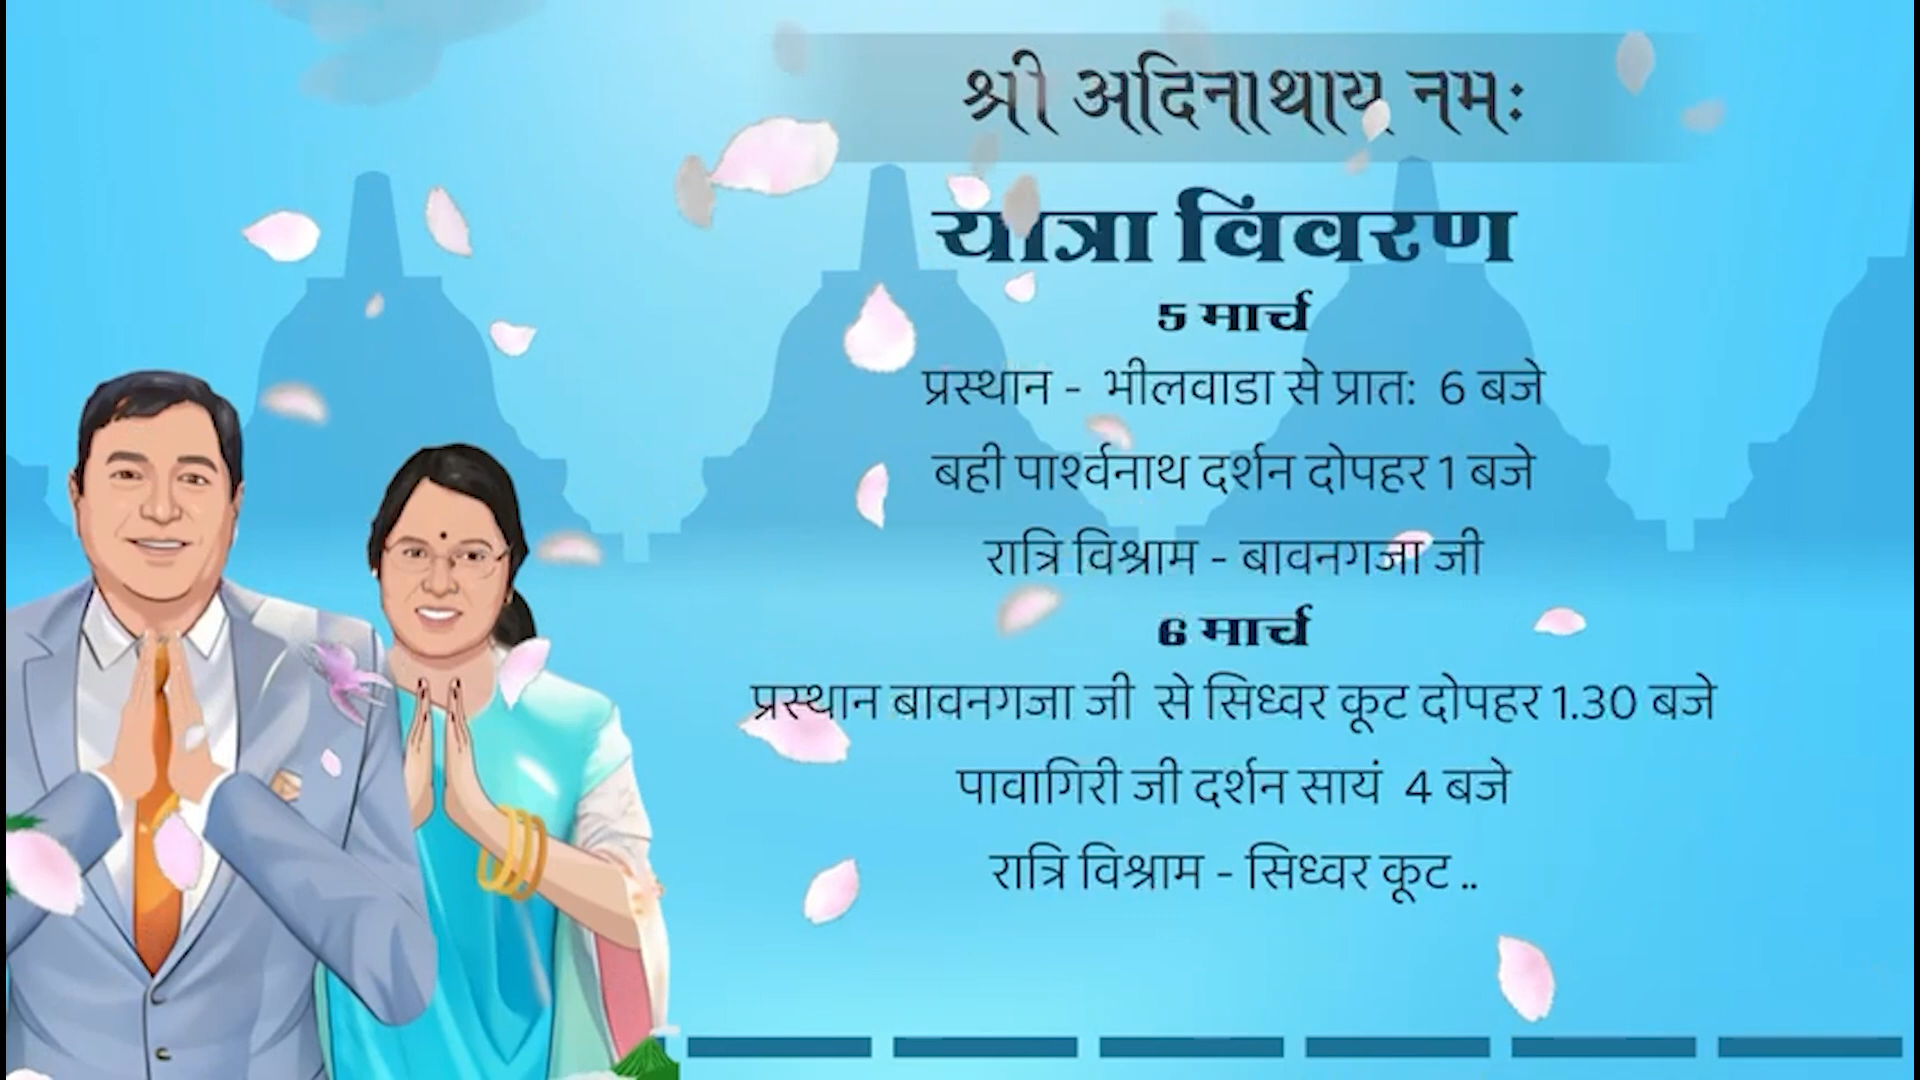 श्री अदिनाथाय नमः
यात्रा विवरण
5 मार्च
प्रस्थान - भीलवाडा से प्रात: 6 बजे
बही पार्श्वनाथ दर्शन दोपहर 1 बजे
रात्रि विश्राम - बावनगजा जी
6 मार्च
प्रस्थान बावनगजा जी से सिध्वर कूट दोपहर 1.30 बजे
पावागिरी जी दर्शन सायं 4 बजे
रात्रि विश्राम - सिध्वर कूट ..